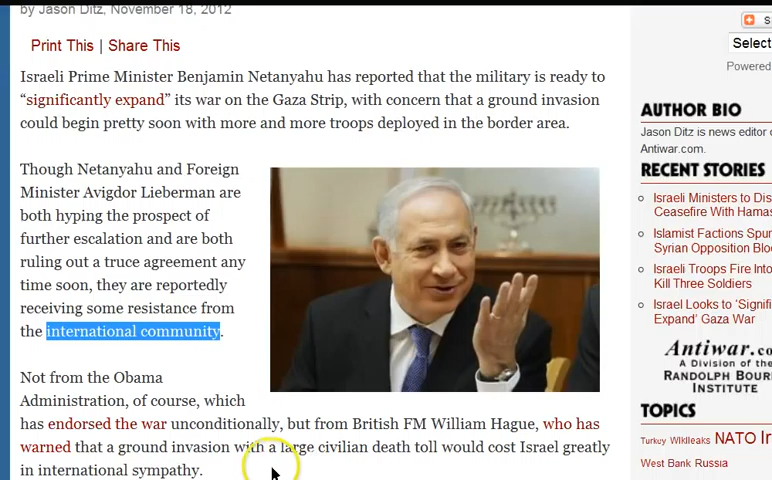 by Jason Ditz, November 18, 2012
Print This | Share This
Israeli Prime Minister Benjamin Netanyahu has reported that the military is ready to
“significantly expand” its war on the Gaza Strip, with concern that a ground invasion
could begin pretty soon with more and more troops deployed in the border area.
Though Netanyahu and Foreign
Minister Avigdor Lieberman are
both hyping the prospect of
further escalation and are both
ruling out a truce agreement any
time soon, they are reportedly
receiving some resistance from
the international community.
Not from the Obama
Administration, of course, which
has endorsed the war unconditionally, but from British FM William Hague, who has
warned that a ground invasion with a large civilian death toll would cost Israel greatly
in international sympathy.
S
Select
Powered
AUTHOR BIO
Jason Ditz is news editor
Antiwar.com.
RECENT STORIES
Israeli Ministers to Dis
Ceasefire With Hamas
Islamist Factions Spur
Syrian Opposition Blo
Israeli Troops Fire Into
Kill Three Soldiers
Israel Looks to ‘Signifi
Expand’ Gaza War
Antiwar.co
A Division of the
RANDOLPH BOUR
INSTITUTE
TOPICS
Turkey Wikileaks NATO Ir
West Bank Russia